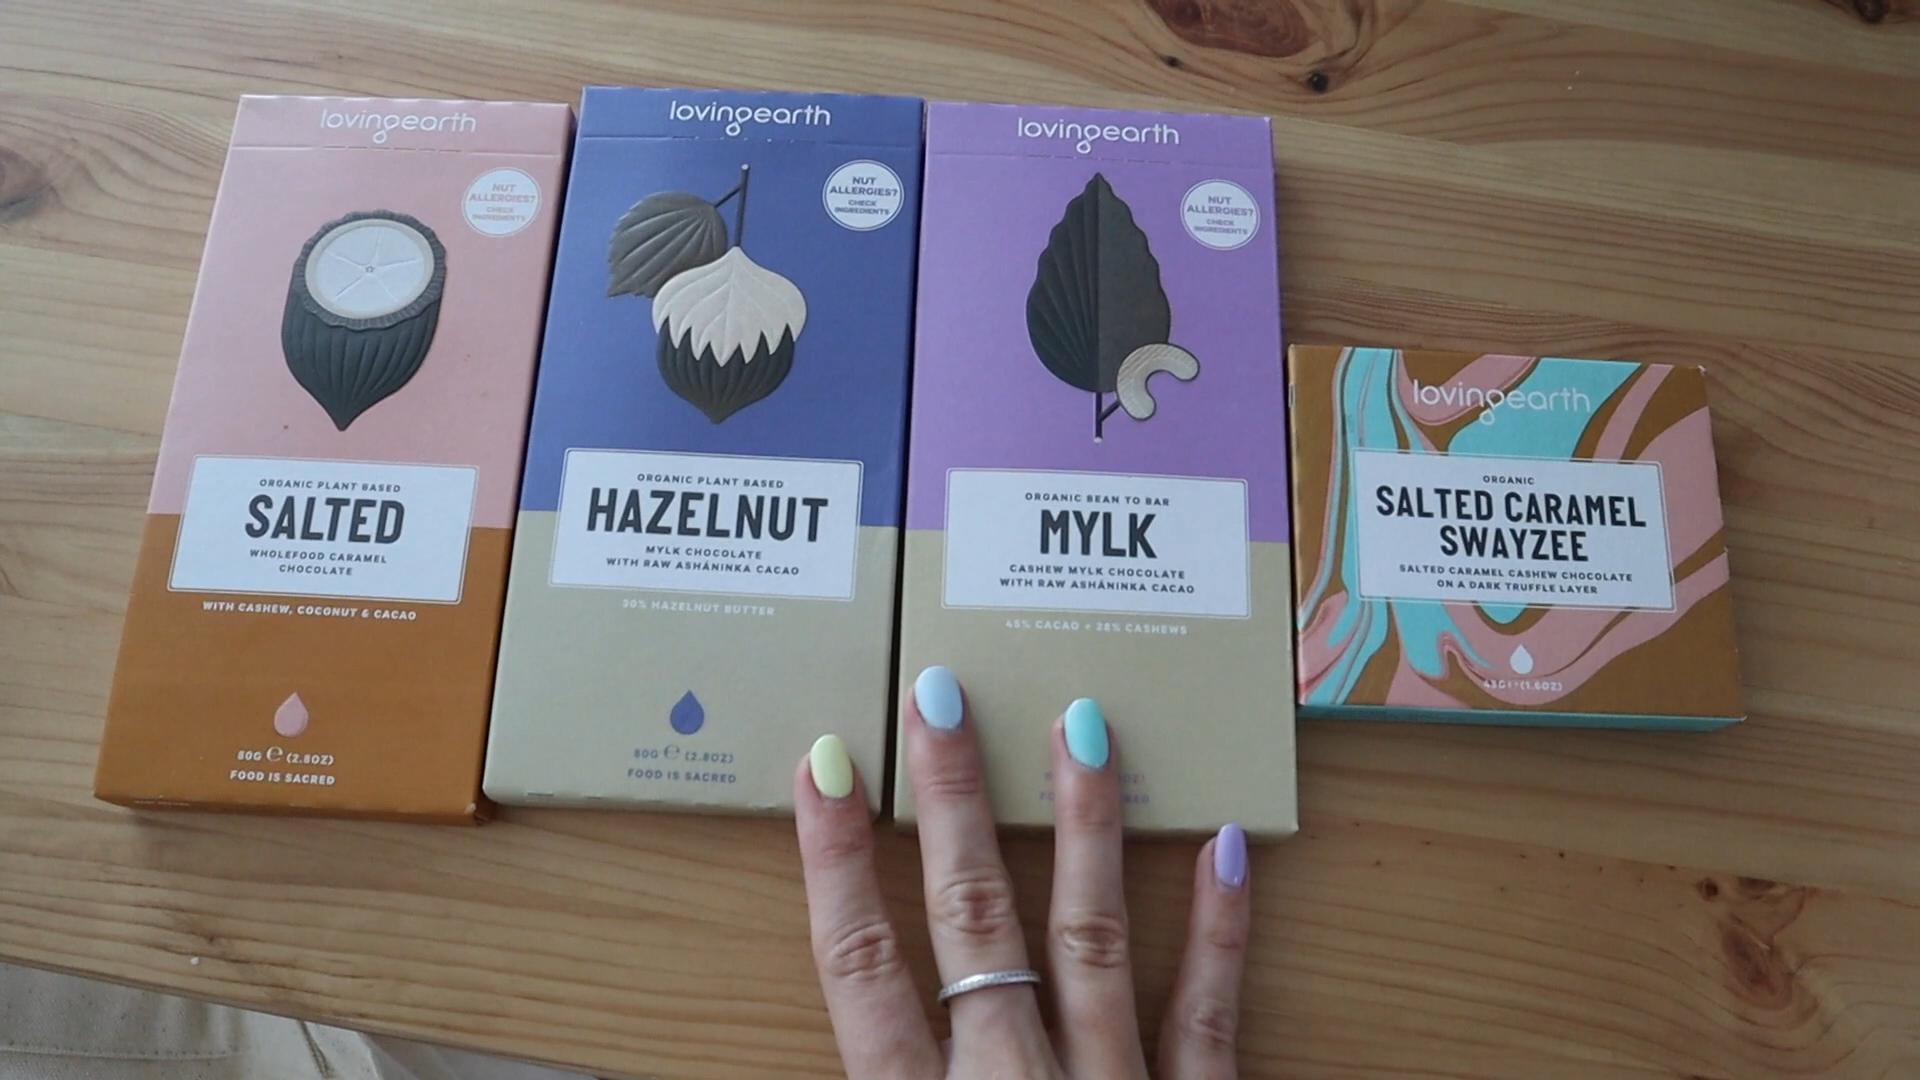 lovingearth
NUT
ALLERGIES?
CHECK
INGREDIENTS
ORGANIC PLANT BASED
SALTED
WHOLEFOOD CARAMEL
CHOCOLATE
WITH CASHEW, COCONUT & CACAO
80G ℮ (2.8OZ)
FOOD IS SACRED
lovingearth
NUT
ALLERGIES?
CHECK
INGREDIENTS
ORGANIC PLANT BASED
HAZELNUT
MYLK CHOCOLATE
WITH RAW ASHÁNINKA CACAO
30% HAZELNUT BUTTER
80G ℮ (2.8OZ)
FOOD IS SACRED
lovingearth
NUT
ALLERGIES?
CHECK
INGREDIENTS
ORGANIC BEAN TO BAR
MYLK
CASHEW MYLK CHOCOLATE
WITH RAW ASHÁNINKA CACAO
45% CACAO + 28% CASHEWS
lovingearth
ORGANIC
SALTED CARAMEL
SWAYZEE
SALTED CARAMEL CASHEW CHOCOLATE
ON A DARK TRUFFLE LAYER
45G ℮ (1.6OZ)